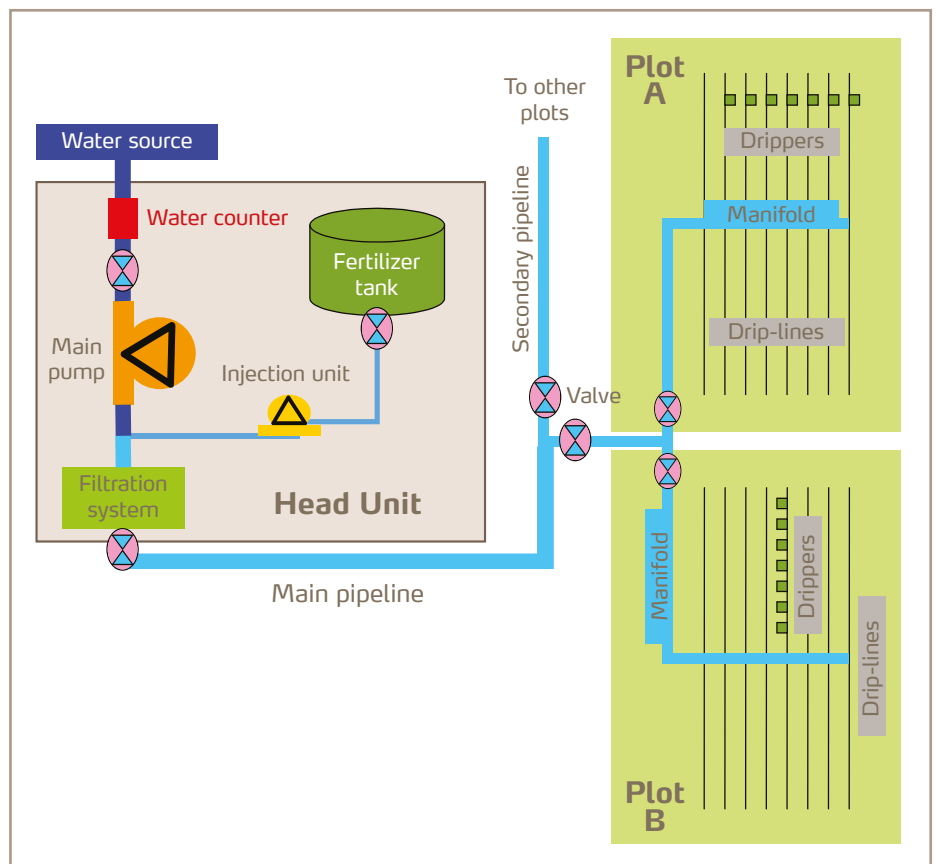 Water source
Water counter
Fertilizer
tank
Main
pump
Injection unit
Filtration
system
Head Unit
Main pipeline
To other
plots
Secondary pipeline
Valve
Plot
A
Drippers
Manifold
Drip-lines
Manifold
Drippers
Drip-lines
Plot
B